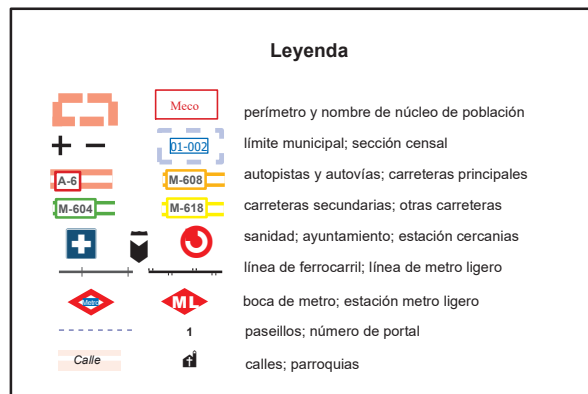 Leyenda
Meco perímetro y nombre de núcleo de población
01-002 límite municipal; sección censal
A-6 M-608 autopistas y autovías; carreteras principales
M-604 M-618 carreteras secundarias; otras carreteras
sanidad; ayuntamiento; estación cercanias
línea de ferrocarril; línea de metro ligero
Metro ML boca de metro; estación metro ligero
1 paseillos; número de portal
Calle calles; parroquias